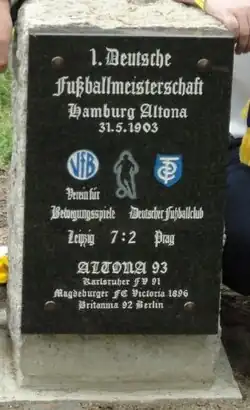 1. Deutsche
Fußballmeisterschaft
Hamburg Altona
31.5.1903
VfB
Verein für
Bewegungsspiele Deutscher Fußballclub
Leipzig 7:2 Prag
ALTONA 93
Karlsruher FV 91
Magdeburger FC Victoria 1896
Britannia 92 Berlin